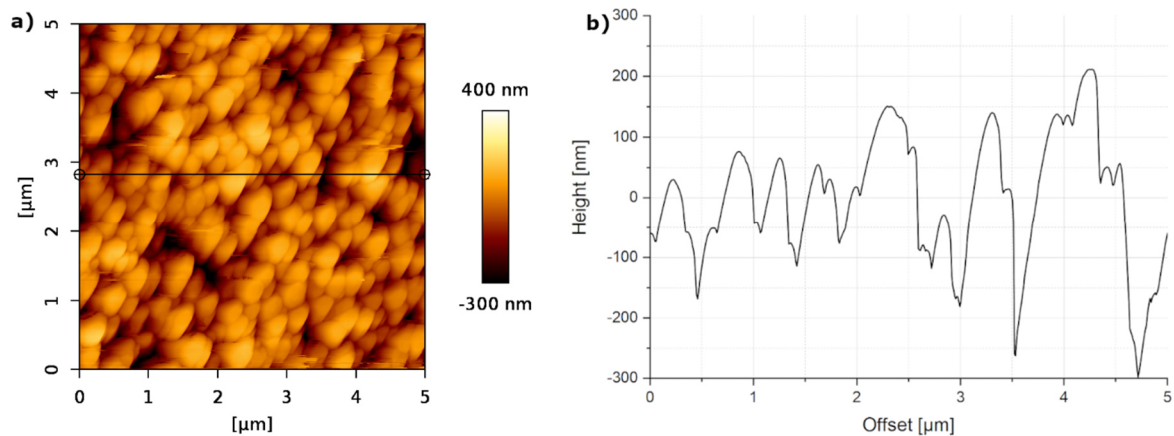 a)
5
4
3
2
1
0
[µm]
0 1 2 3 4 5
[µm]
400 nm
-300 nm
b)
300
200
100
0
-100
-200
-300
Height [nm]
0 1 2 3 4 5
Offset [µm]